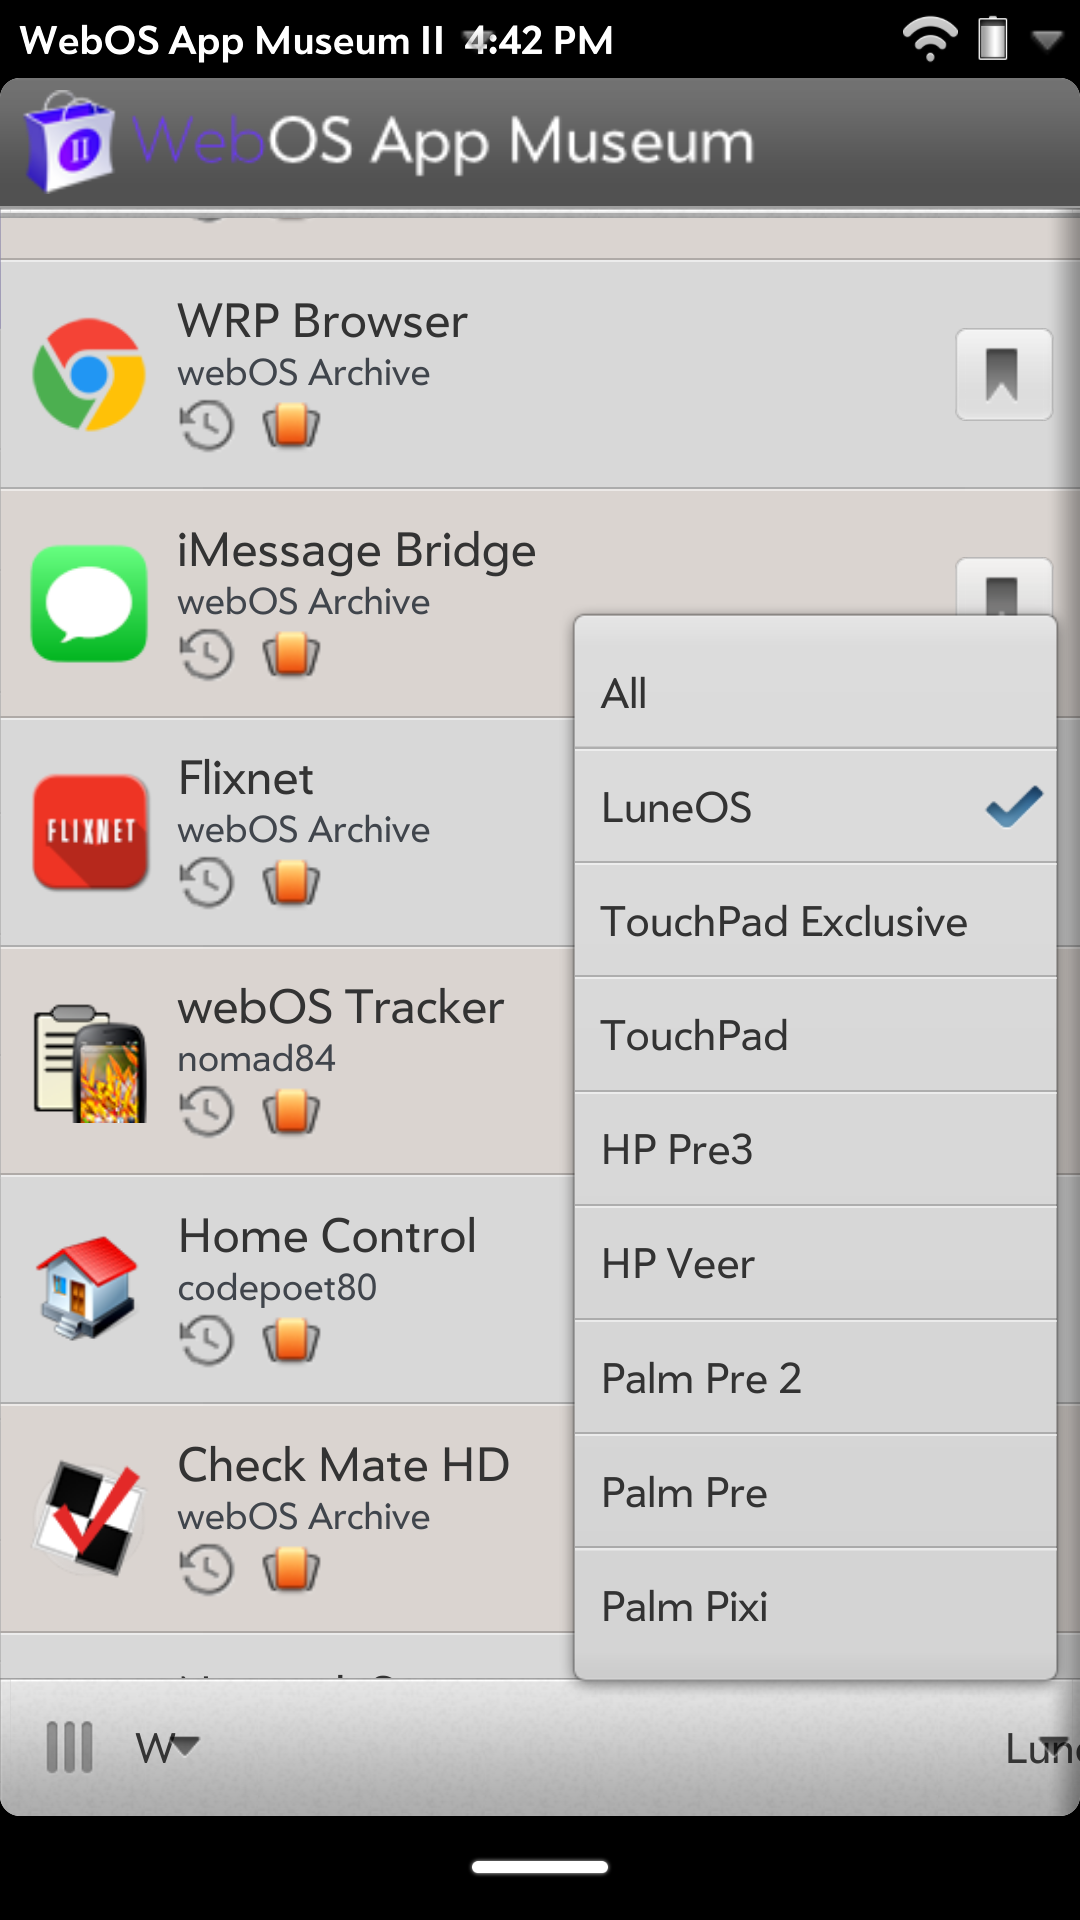 WebOS App Museum II 4:42 PM
II
WebOS App Museum
WRP Browser
webOS Archive
iMessage Bridge
webOS Archive
Flixnet
FLIXNET
webOS Archive
webOS Tracker
nomad84
Home Control
codepoet80
Check Mate HD
webOS Archive
All
LuneOS
TouchPad Exclusive
TouchPad
HP Pre3
HP Veer
Palm Pre 2
Palm Pre
Palm Pixi
W
Lune